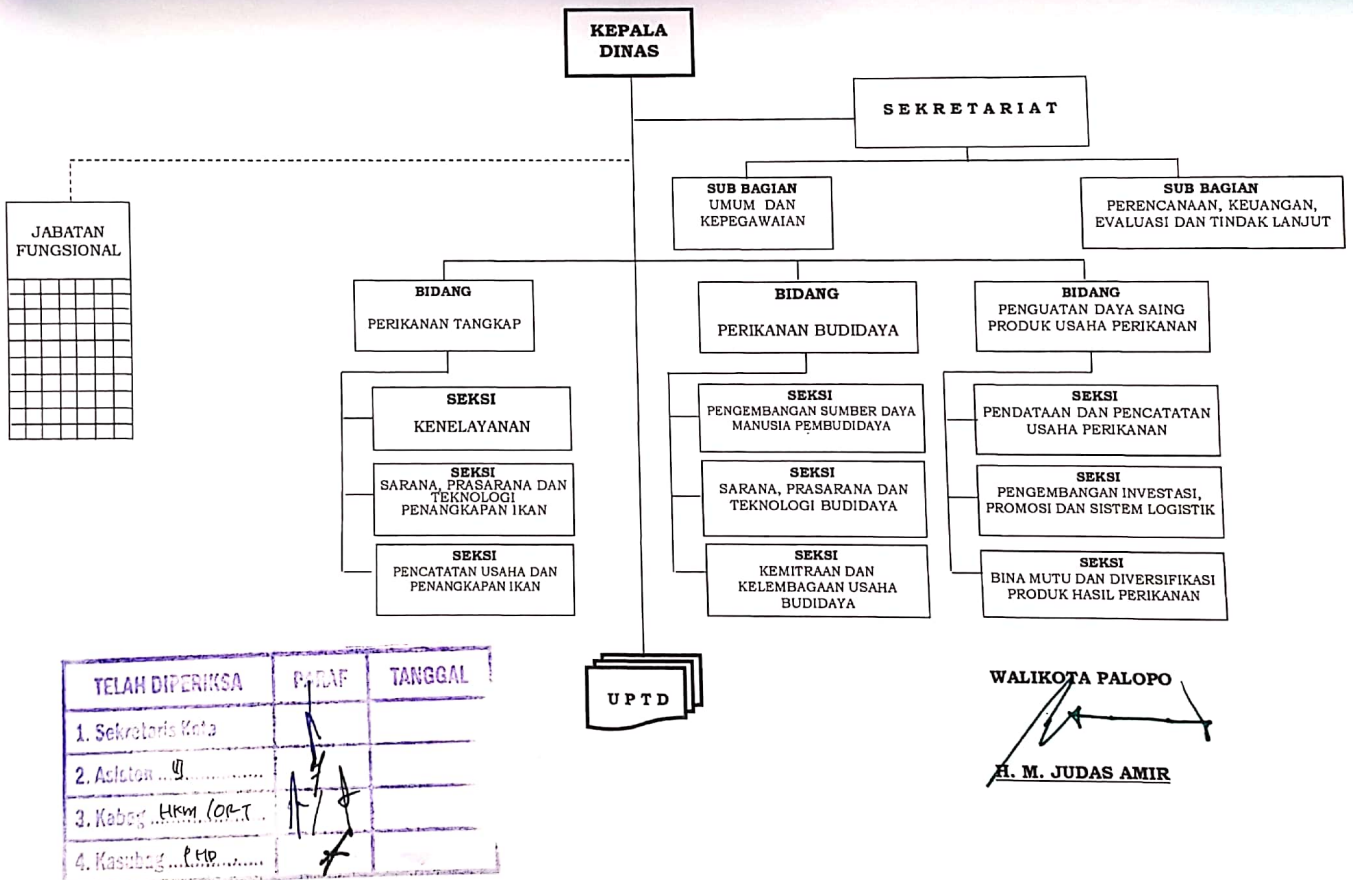 KEPALA
DINAS
SEKRETARIAT
SUB BAGIAN
UMUM DAN
KEPEGAWAIAN
SUB BAGIAN
PERENCANAAN, KEUANGAN,
EVALUASI DAN TINDAK LANJUT
JABATAN
FUNGSIONAL
BIDANG
PERIKANAN TANGKAP
BIDANG
PERIKANAN BUDIDAYA
BIDANG
PENGUATAN DAYA SAING
PRODUK USAHA PERIKANAN
SEKSI
KENELAYANAN
SEKSI
SARANA, PRASARANA DAN
TEKNOLOGI
PENANGKAPAN IKAN
SEKSI
PENCATATAN USAHA DAN
PENANGKAPAN IKAN
SEKSI
PENGEMBANGAN SUMBER DAYA
MANUSIA PEMBUDIDAYA
SEKSI
SARANA, PRASARANA DAN
TEKNOLOGI BUDIDAYA
SEKSI
KEMITRAAN DAN
KELEMBAGAAN USAHA
BUDIDAYA
SEKSI
PENDATAAN DAN PENCATATAN
USAHA PERIKANAN
SEKSI
PENGEMBANGAN INVESTASI,
PROMOSI DAN SISTEM LOGISTIK
SEKSI
BINA MUTU DAN DIVERSIFIKASI
PRODUK HASIL PERIKANAN
UPTD
TELAH DIPERIKSA PARAF TANGGAL
1. Sekretaris Kota
2. Asisten
3. Kabag HKM
4. Kasubag
WALIKOTA PALOPO
H. M. JUDAS AMIR